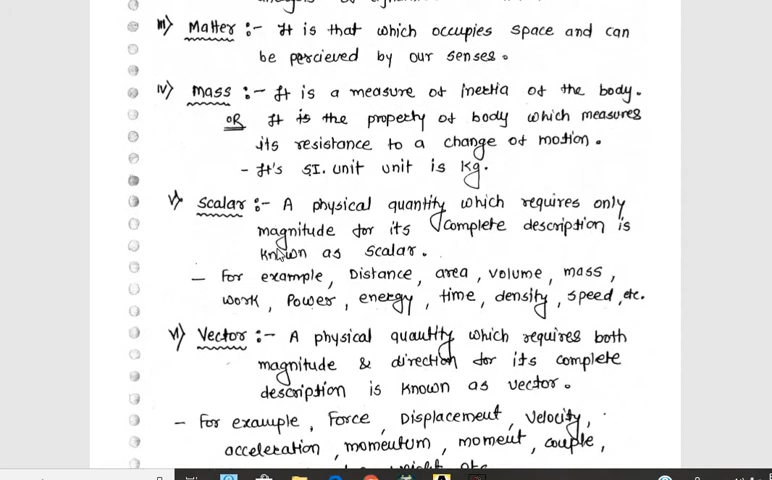 III) Matter :- It is that which occupies space and can
be percieved by our senses.
IV) Mass :- It is a measure of inertia of the body.
OR It is the property of body which measures
its resistance to a change of motion.
- It's SI. unit unit is Kg.
V) Scalar :- A physical quantity which requires only
magnitude for its complete description is
known as scalar.
- For example, Distance, area, volume, mass,
work, Power, energy, time, density, speed, etc.
VI) Vector :- A physical quantity which requires both
magnitude & direction for its complete
description is known as vector.
- For example, Force, Displacement, velocity,
acceleration, momentum, moment, couple,